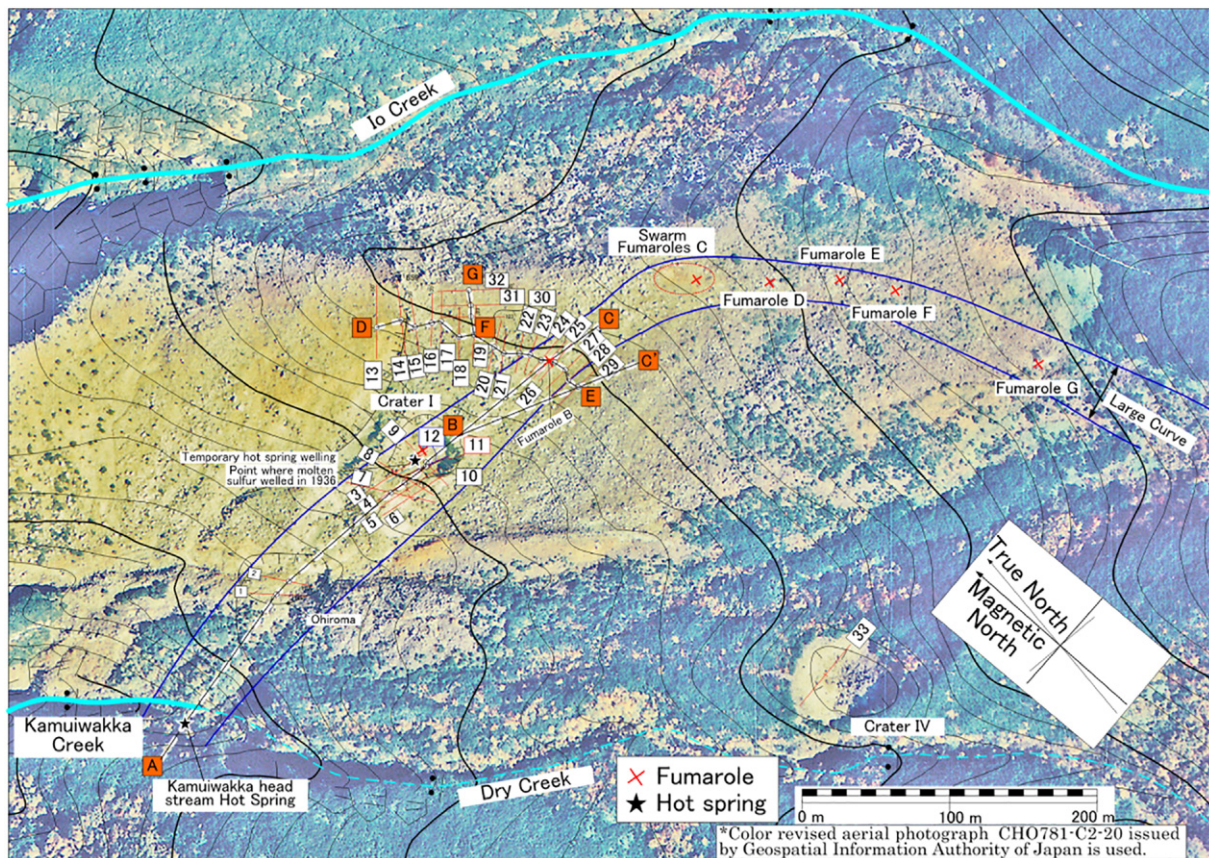 Io Creek
Swarm
Fumaroles C
Fumarole E
Fumarole D
Fumarole F
Fumarole G
Large Curve
G
32
31
30
D
F
C
C'
E
B
A
22
23
24
25
27
28
29
13
14
15
16
17
18
19
20
21
26
Crater I
Fumarole B
9
8
12
11
10
7
3
4
5
6
Temporary hot spring welling
Point where molten
sulfur welled in 1936
2
1
Ohiroma
33
Crater IV
True North
Magnetic
North
Kamuiwakka
Creek
Kamuiwakka head
stream Hot Spring
Dry Creek
Fumarole
Hot spring
0 m
100 m
200 m
*Color revised aerial photograph CHO781-C2-20 issued
by Geospatial Information Authority of Japan is used.